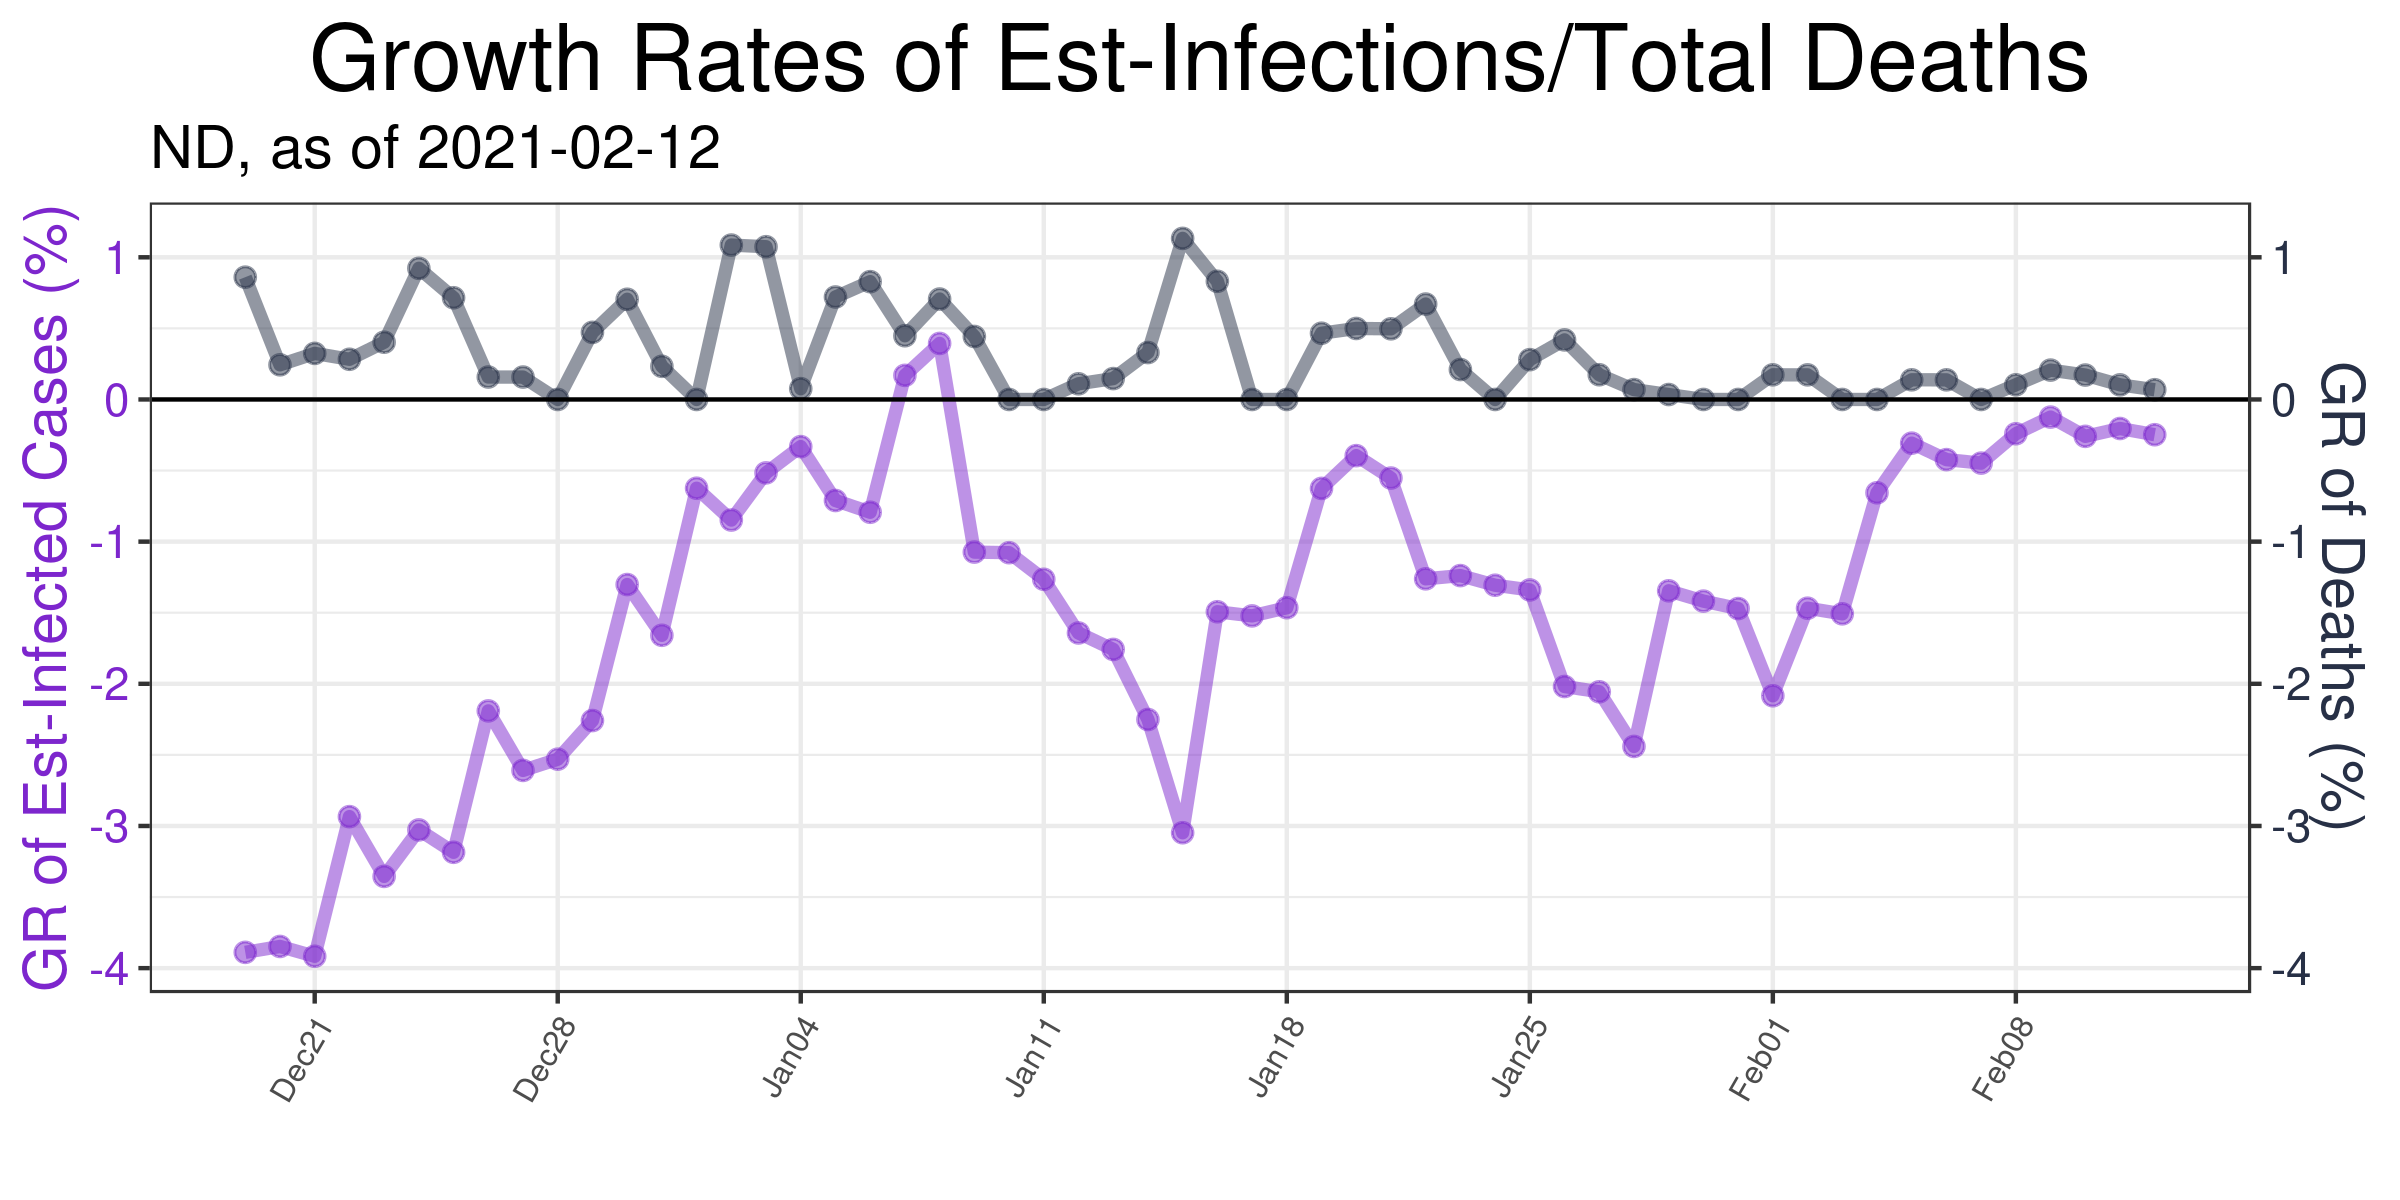 Growth Rates of Est-Infections/Total Deaths
ND, as of 2021-02-12
GR of Est-Infected Cases (%)
1
0
-1
-2
-3
-4
1
0
-1
-2
-3
-4
GR of Deaths (%)
Dec21
Dec28
Jan04
Jan11
Jan18
Jan25
Feb01
Feb08